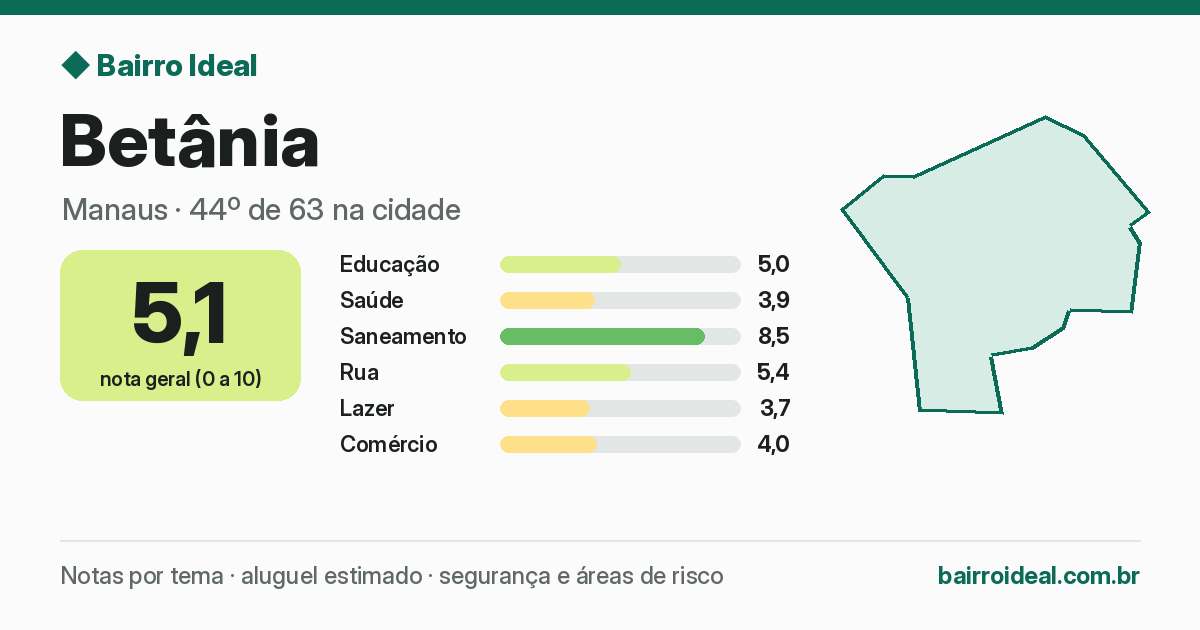 Bairro Ideal
Betânia
Manaus · 44º de 63 na cidade
5,1
nota geral (0 a 10)
Educação 5,0
Saúde 3,9
Saneamento 8,5
Rua 5,4
Lazer 3,7
Comércio 4,0
Notas por tema · aluguel estimado · segurança e áreas de risco
bairroideal.com.br